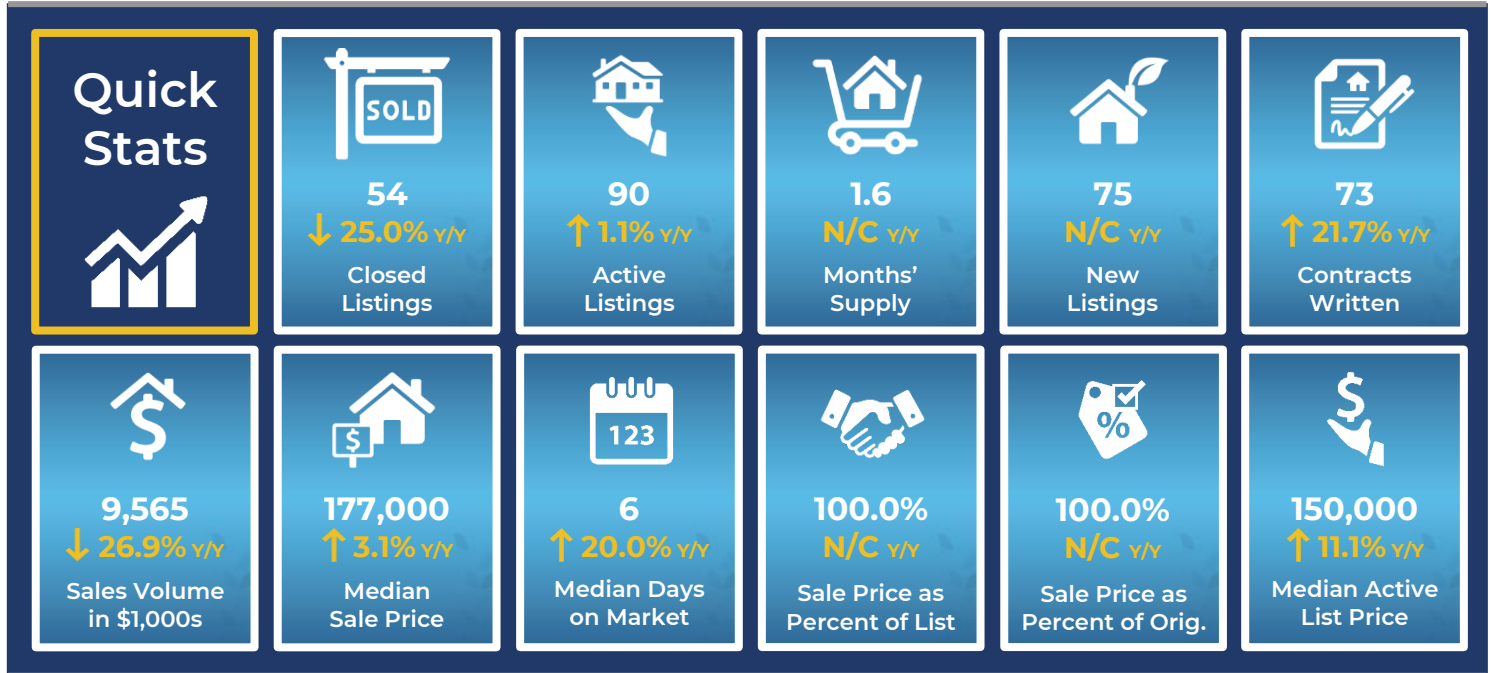 Quick
Stats
SOLD
54
↓ 25.0% Y/Y
Closed
Listings
90
↑ 1.1% Y/Y
Active
Listings
1.6
N/C Y/Y
Months’
Supply
75
N/C Y/Y
New
Listings
73
↑ 21.7% Y/Y
Contracts
Written
$
9,565
↓ 26.9% Y/Y
Sales Volume
in $1,000s
$
177,000
↑ 3.1% Y/Y
Median
Sale Price
123
6
↑ 20.0% Y/Y
Median Days
on Market
100.0%
N/C Y/Y
Sale Price as
Percent of List
%
100.0%
N/C Y/Y
Sale Price as
Percent of Orig.
$
150,000
↑ 11.1% Y/Y
Median Active
List Price